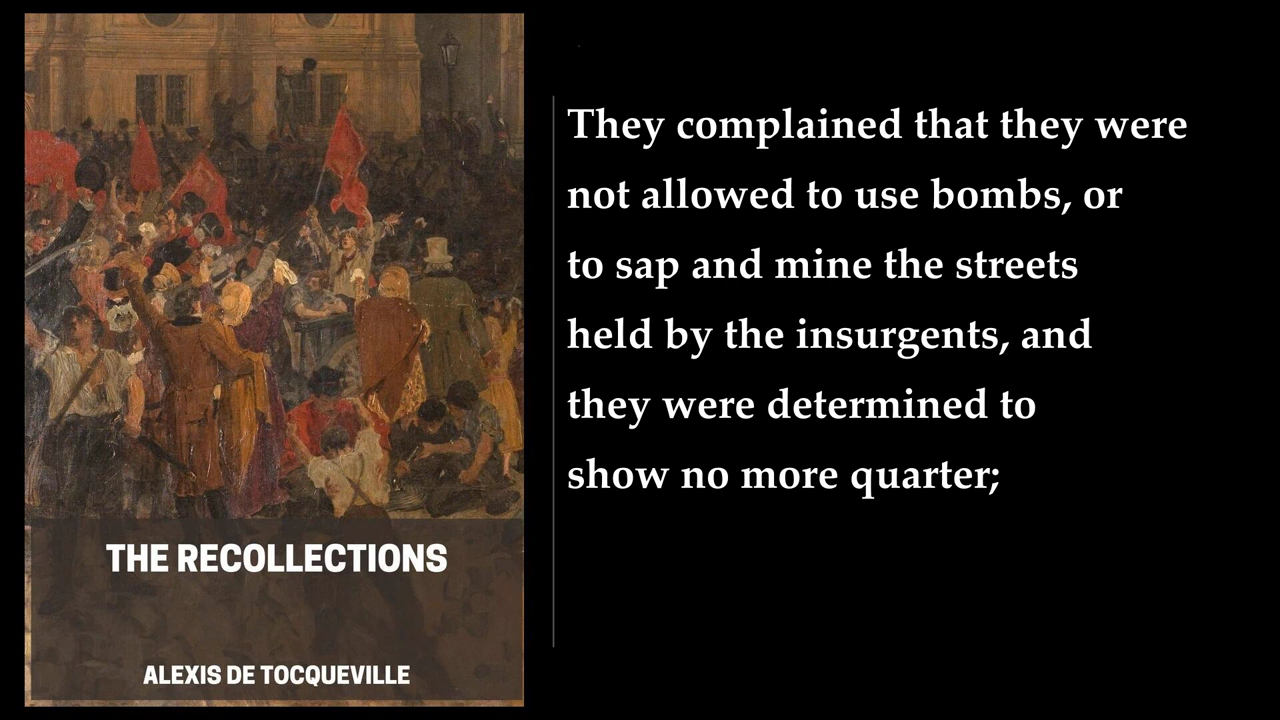 They complained that they were
not allowed to use bombs, or
to sap and mine the streets
held by the insurgents, and
they were determined to
show no more quarter;
THE RECOLLECTIONS
ALEXIS DE TOCQUEVILLE